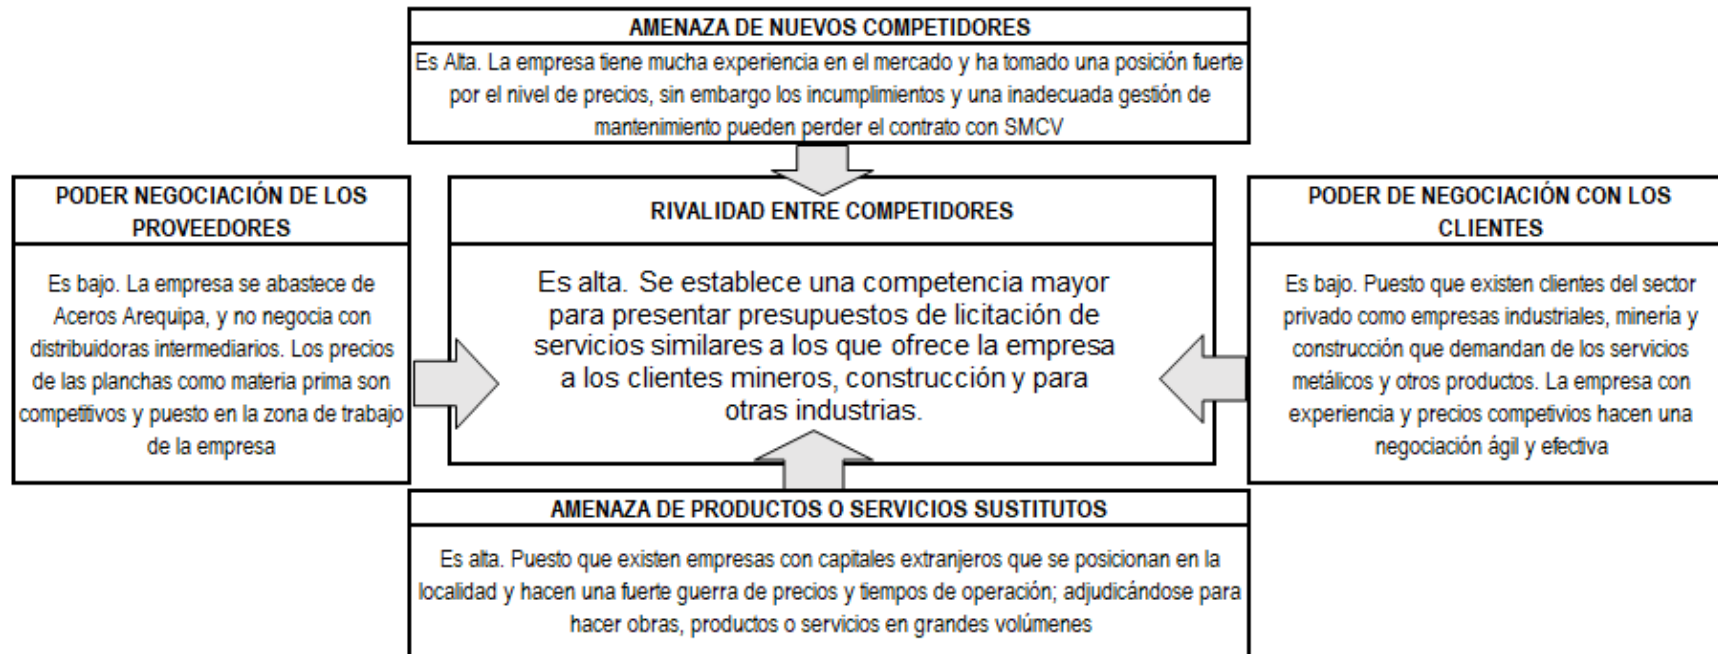 AMENAZA DE NUEVOS COMPETIDORES
Es Alta. La empresa tiene mucha experiencia en el mercado y ha tomado una posición fuerte
por el nivel de precios, sin embargo los incumplimientos y una inadecuada gestión de
mantenimiento pueden perder el contrato con SMCV
PODER NEGOCIACIÓN DE LOS
PROVEEDORES
Es bajo. La empresa se abastece de
Aceros Arequipa, y no negocia con
distribuidoras intermediarios. Los precios
de las planchas como materia prima son
competitivos y puesto en la zona de trabajo
de la empresa
RIVALIDAD ENTRE COMPETIDORES
Es alta. Se establece una competencia mayor
para presentar presupuestos de licitación de
servicios similares a los que ofrece la empresa
a los clientes mineros, construcción y para
otras industrias.
PODER DE NEGOCIACIÓN CON LOS
CLIENTES
Es bajo. Puesto que existen clientes del sector
privado como empresas industriales, minería y
construcción que demandan de los servicios
metálicos y otros productos. La empresa con
experiencia y precios competivios hacen una
negociación ágil y efectiva
AMENAZA DE PRODUCTOS O SERVICIOS SUSTITUTOS
Es alta. Puesto que existen empresas con capitales extranjeros que se posicionan en la
localidad y hacen una fuerte guerra de precios y tiempos de operación; adjudicándose para
hacer obras, productos o servicios en grandes volúmenes